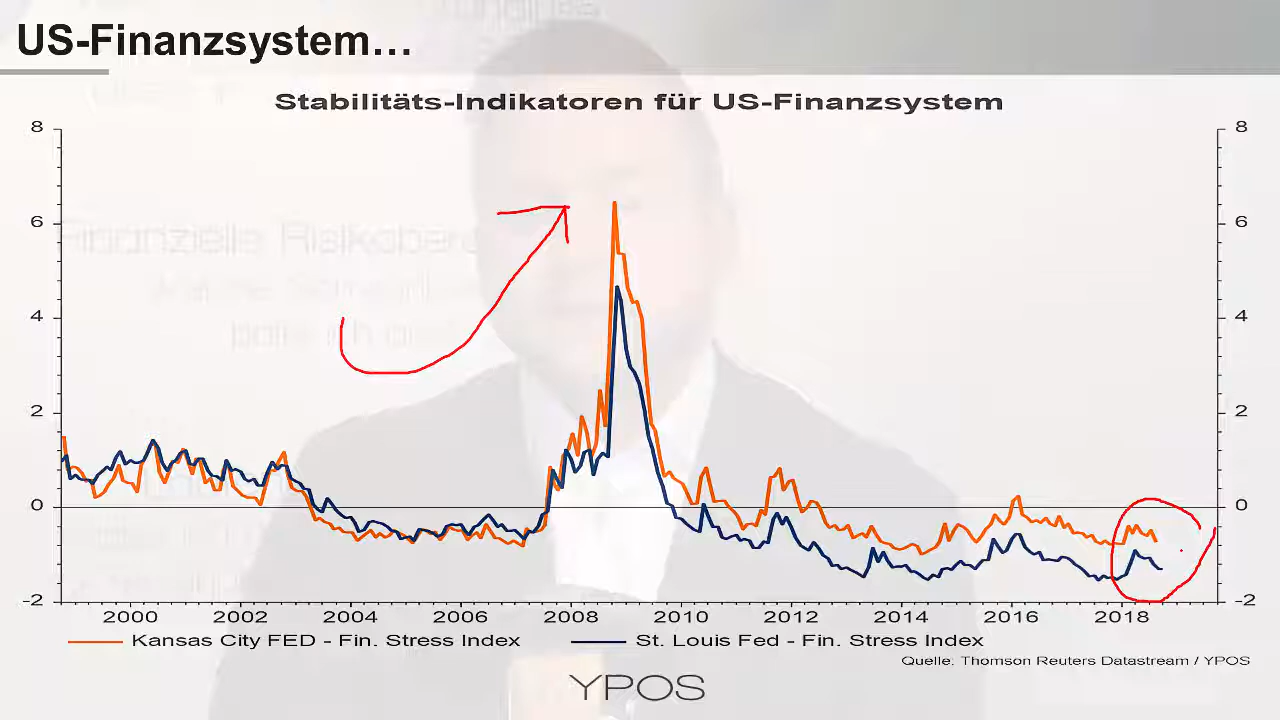 US-Finanzsystem…
Stabilitäts-Indikatoren für US-Finanzsystem
8 8
6 6
4 4
2 2
0 0
-2 -2
2000 2002 2004 2006 2008 2010 2012 2014 2016 2018
Kansas City FED - Fin. Stress Index St. Louis Fed - Fin. Stress Index
Quelle: Thomson Reuters Datastream / YPOS
YPOS
Finanzielle